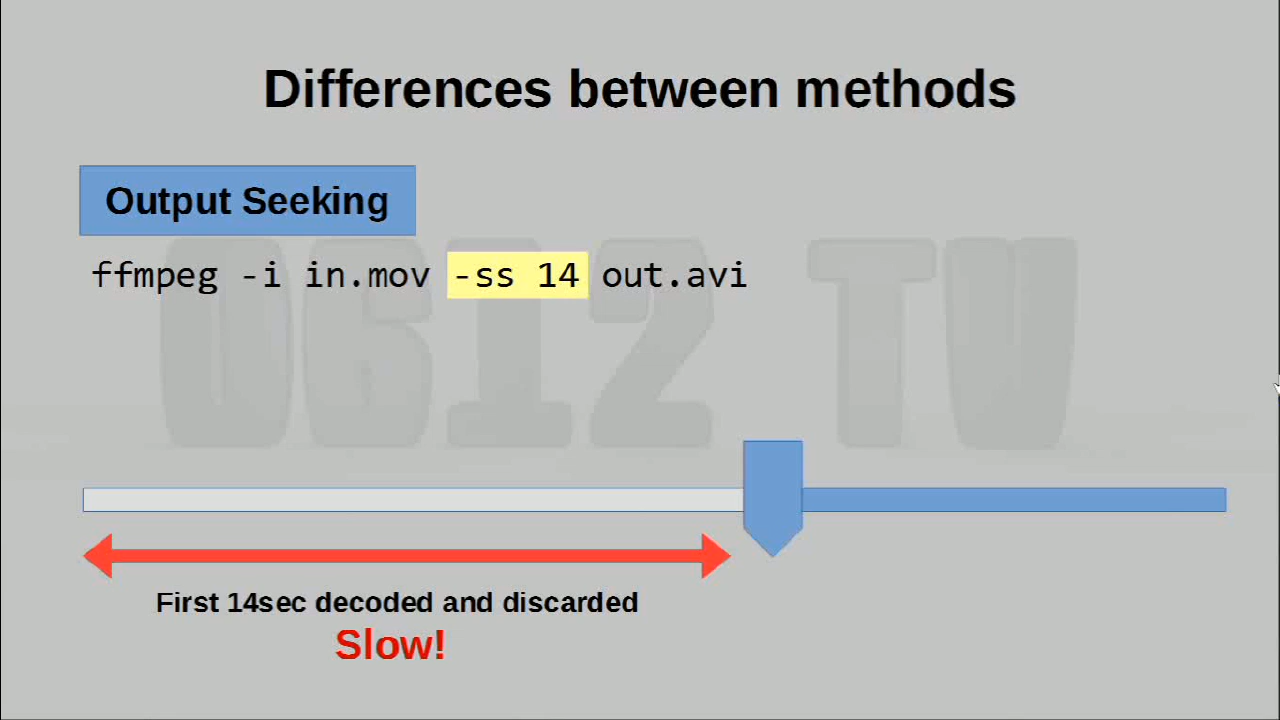 Differences between methods
Output Seeking
ffmpeg -i in.mov -ss 14 out.avi
OGIZ TV
First 14sec decoded and discarded
Slow!